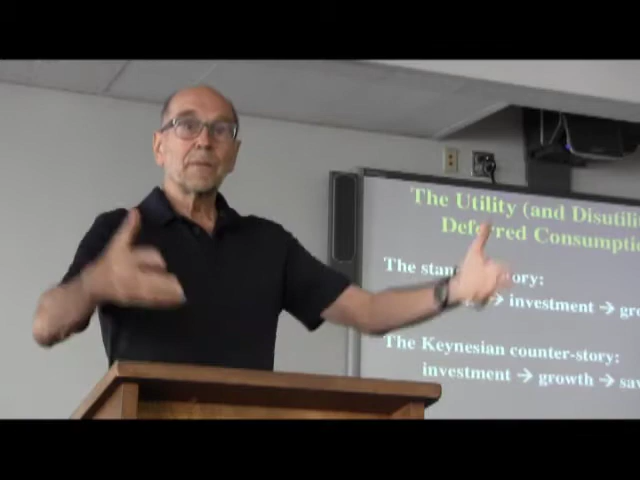 The Utility (and Disutili
Deferred Consumptio
The stan ory:
→ investment → gro
The Keynesian counter-story:
investment → growth → sav